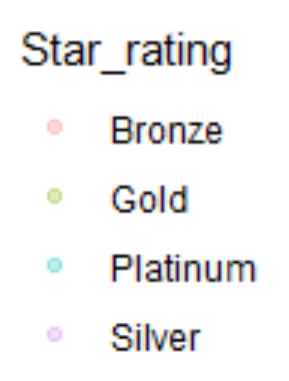 Star_rating
Bronze
Gold
Platinum
Silver